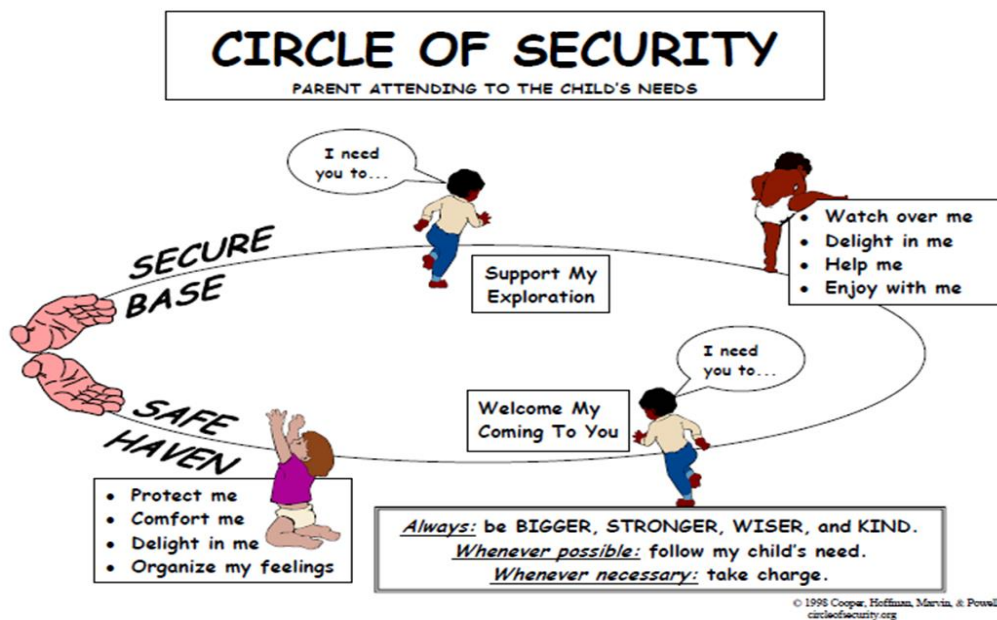 CIRCLE OF SECURITY
PARENT ATTENDING TO THE CHILD'S NEEDS
I need
you to...
SECURE
BASE
Support My
Exploration
• Watch over me
• Delight in me
• Help me
• Enjoy with me
I need
you to...
Welcome My
Coming To You
SAFE
HAVEN
• Protect me
• Comfort me
• Delight in me
• Organize my feelings
Always: be BIGGER, STRONGER, WISER, and KIND.
Whenever possible: follow my child's need.
Whenever necessary: take charge.
© 1998 Cooper, Hoffman, Marvin, & Powell
circleofsecurity.org